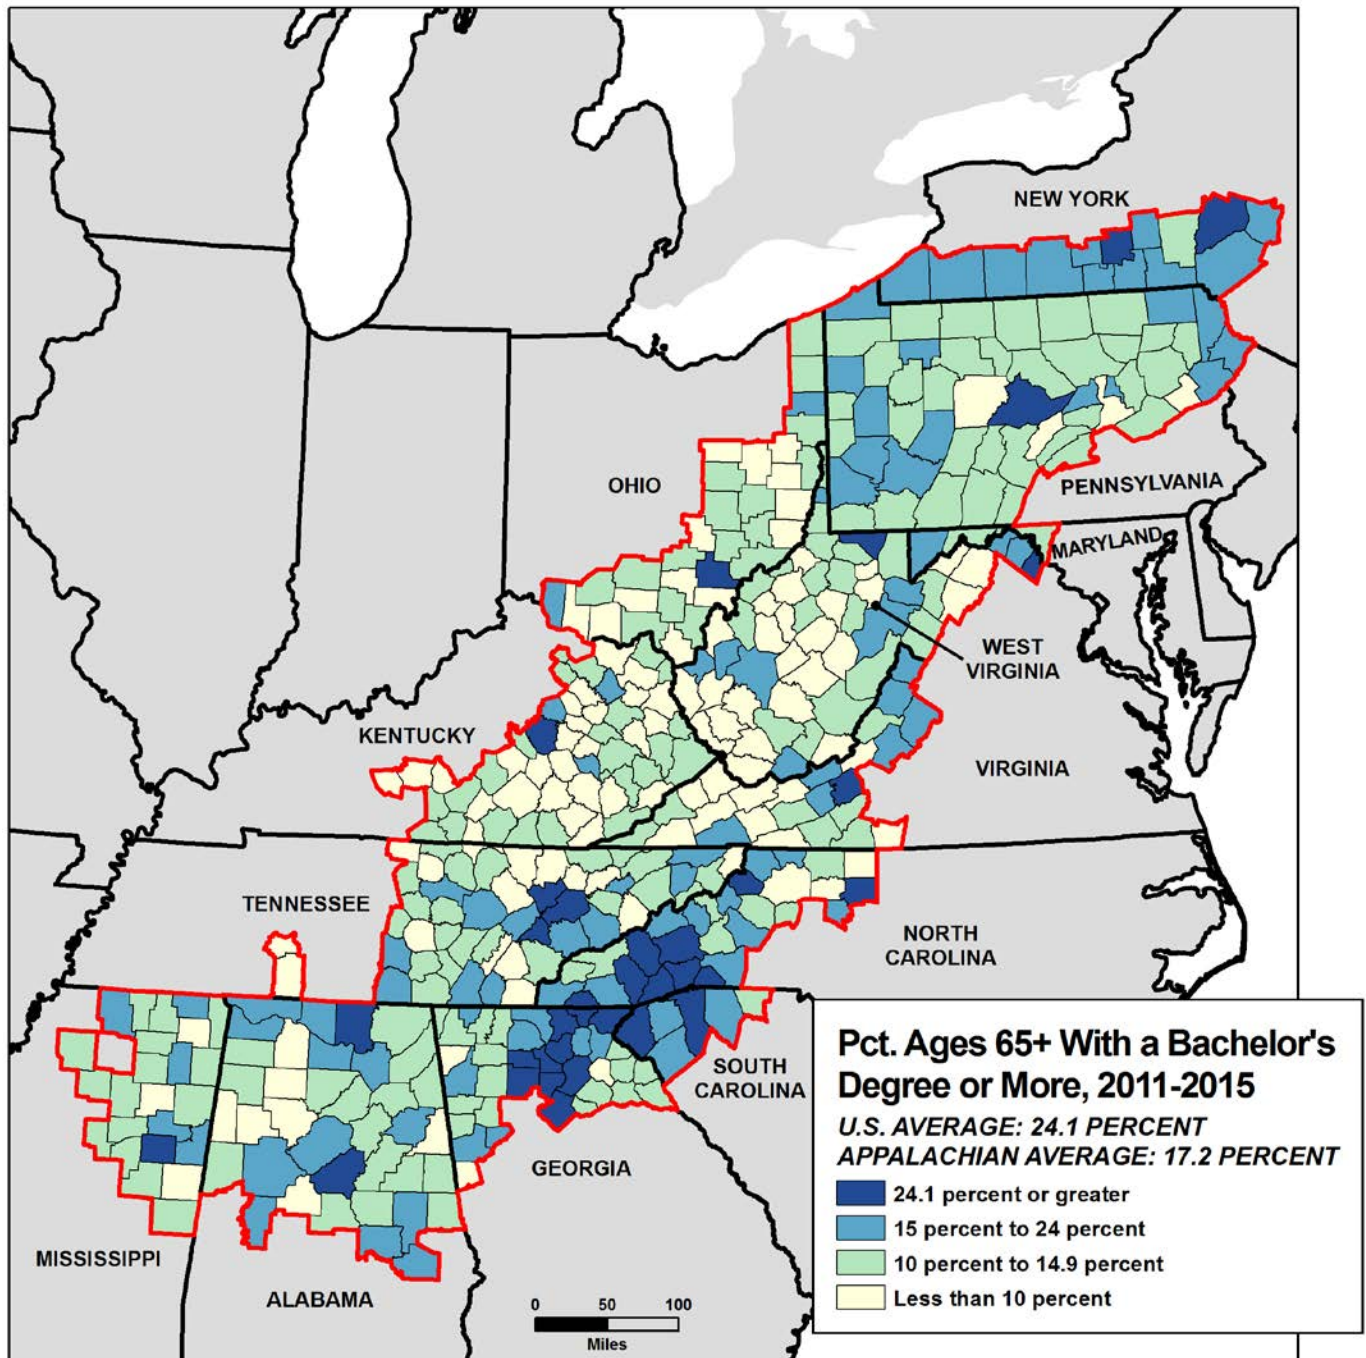 NEW YORK
OHIO
PENNSYLVANIA
MARYLAND
WEST
VIRGINIA
KENTUCKY
VIRGINIA
TENNESSEE
NORTH
CAROLINA
SOUTH
CAROLINA
GEORGIA
MISSISSIPPI
ALABAMA
0 50 100
Miles
Pct. Ages 65+ With a Bachelor's
Degree or More, 2011-2015
U.S. AVERAGE: 24.1 PERCENT
APPALACHIAN AVERAGE: 17.2 PERCENT
24.1 percent or greater
15 percent to 24 percent
10 percent to 14.9 percent
Less than 10 percent